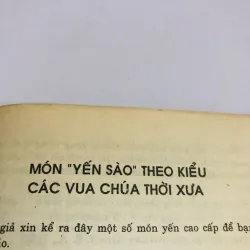 MÓN "YẾN SÀO" THEO KIỂU
CÁC VUA CHÚA THỜI XƯA
giả xin kể ra đây một số món yến cao cấp để bạ